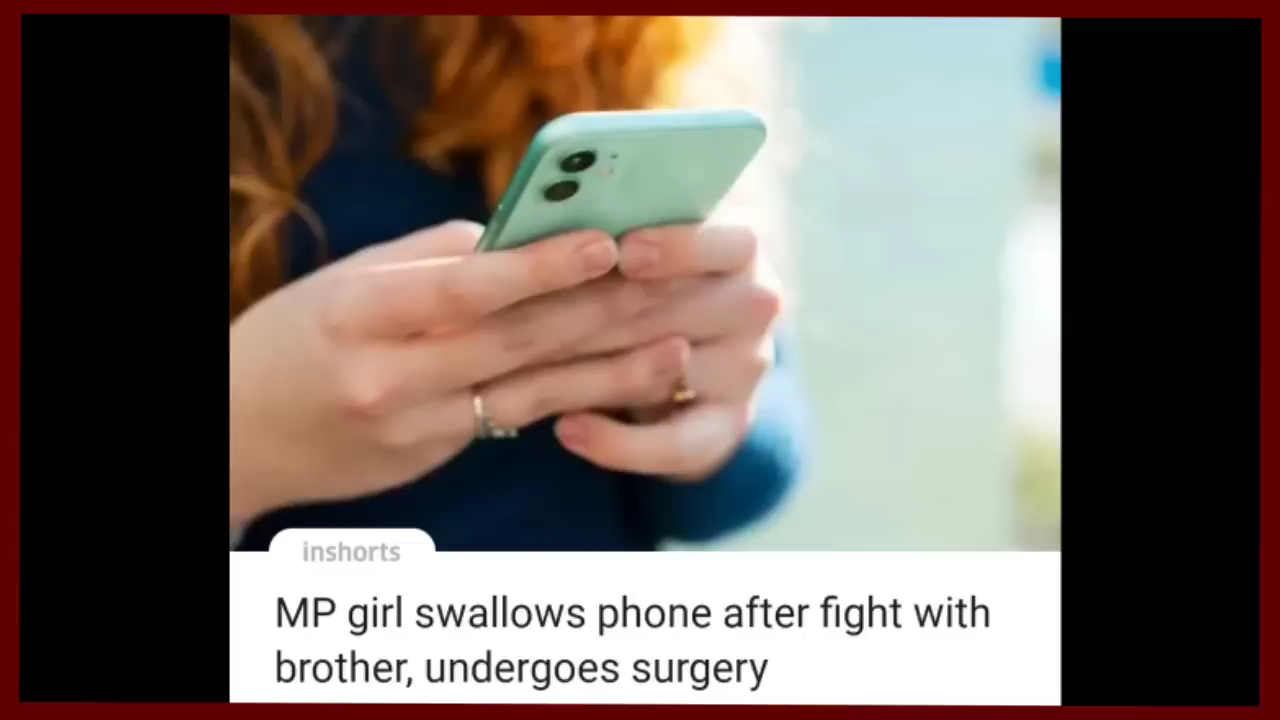 inshorts
MP girl swallows phone after fight with
brother, undergoes surgery